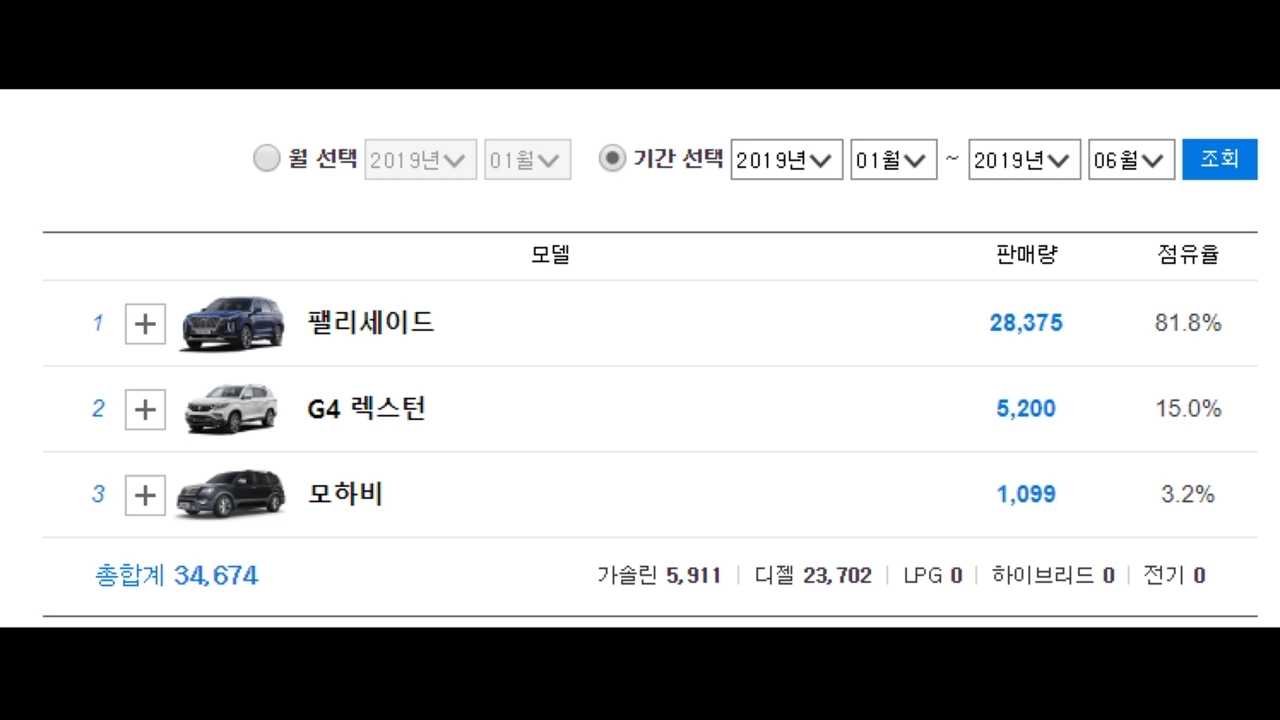 월 선택 2019년 01월 기간 선택 2019년 01월 ~ 2019년 06월 조회
모델 판매량 점유율
1 팰리세이드 28,375 81.8%
2 G4 렉스턴 5,200 15.0%
3 모하비 1,099 3.2%
총합계 34,674 가솔린 5,911 디젤 23,702 LPG 0 하이브리드 0 전기 0